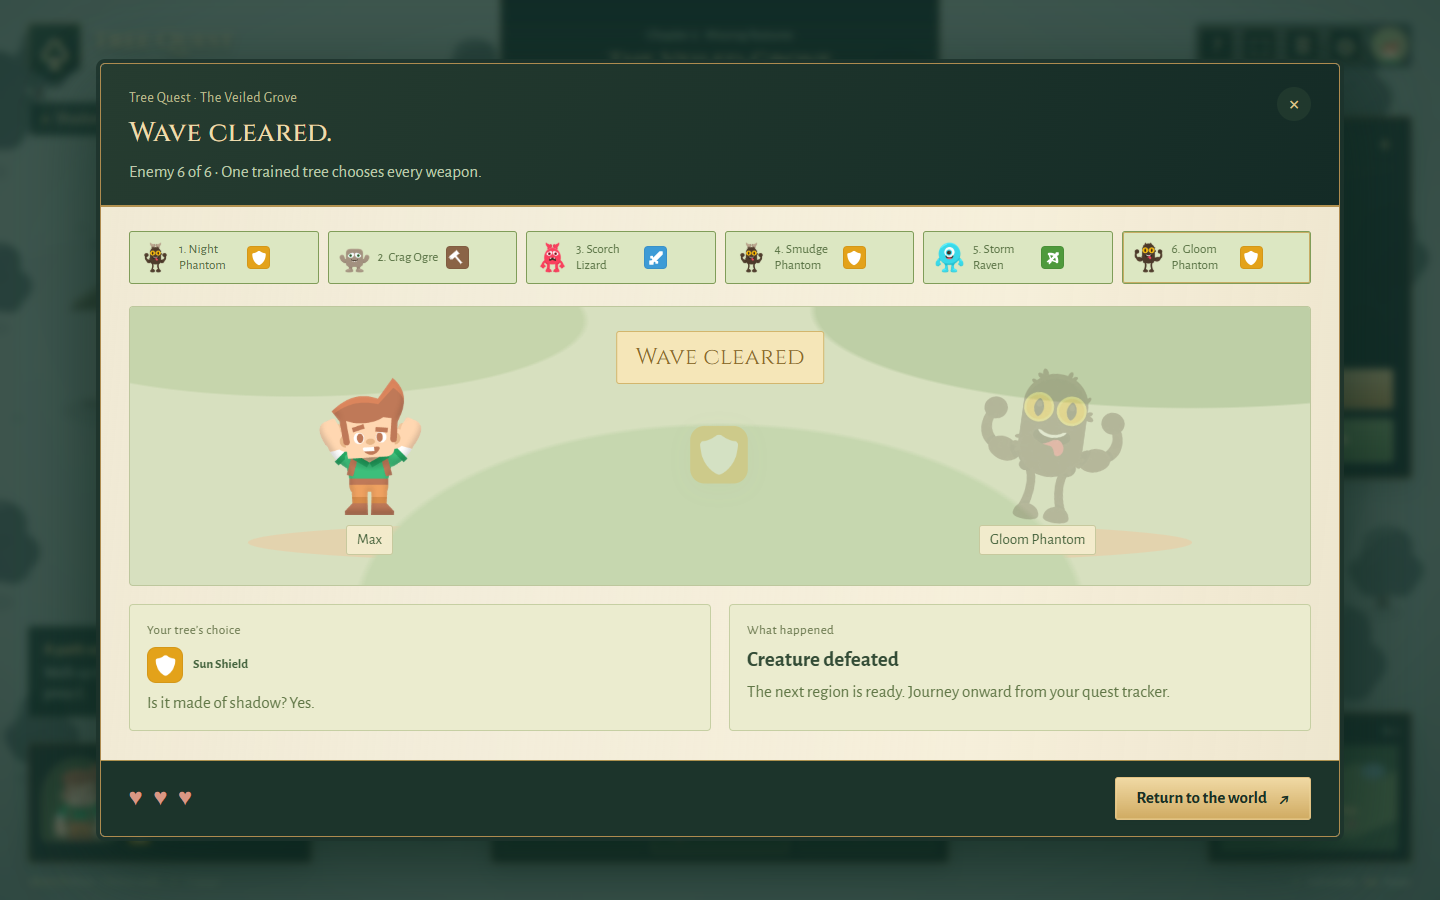 Tree Quest · The Veiled Grove
Wave cleared.
Enemy 6 of 6 · One trained tree chooses every weapon.
1. Night
Phantom
2. Crag Ogre
3. Scorch
Lizard
4. Smudge
Phantom
5. Storm
Raven
6. Gloom
Phantom
Wave cleared
Max
Gloom Phantom
Your tree's choice
Sun Shield
Is it made of shadow? Yes.
What happened
Creature defeated
The next region is ready. Journey onward from your quest tracker.
Return to the world